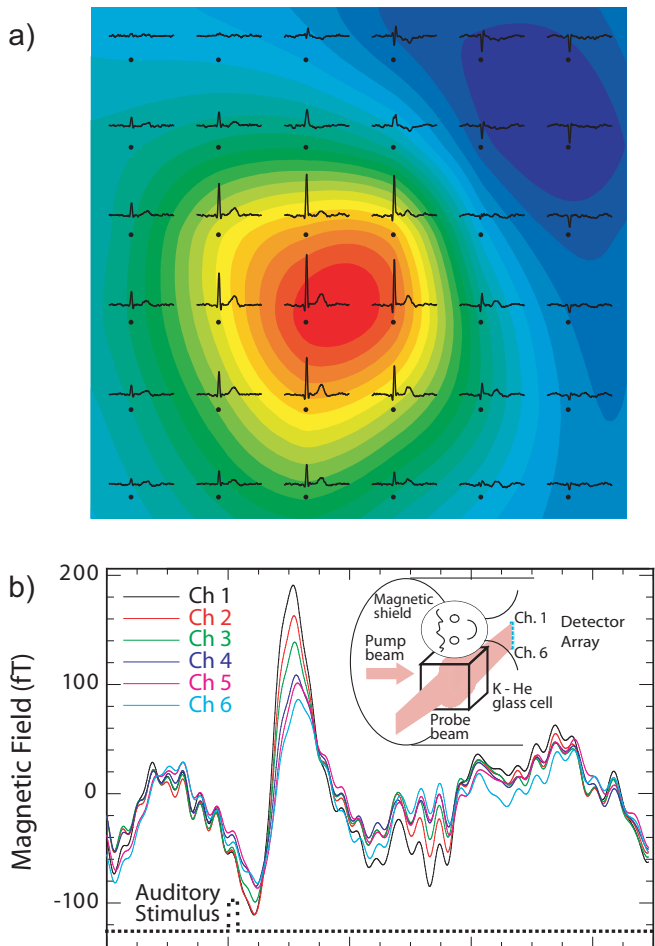 a)
b)
200
100
0
-100
Magnetic Field (fT)
Ch 1
Ch 2
Ch 3
Ch 4
Ch 5
Ch 6
Auditory
Stimulus
Magnetic
shield
Pump
beam
Probe
beam
K - He
glass cell
Ch. 1
Ch. 6
Detector
Array